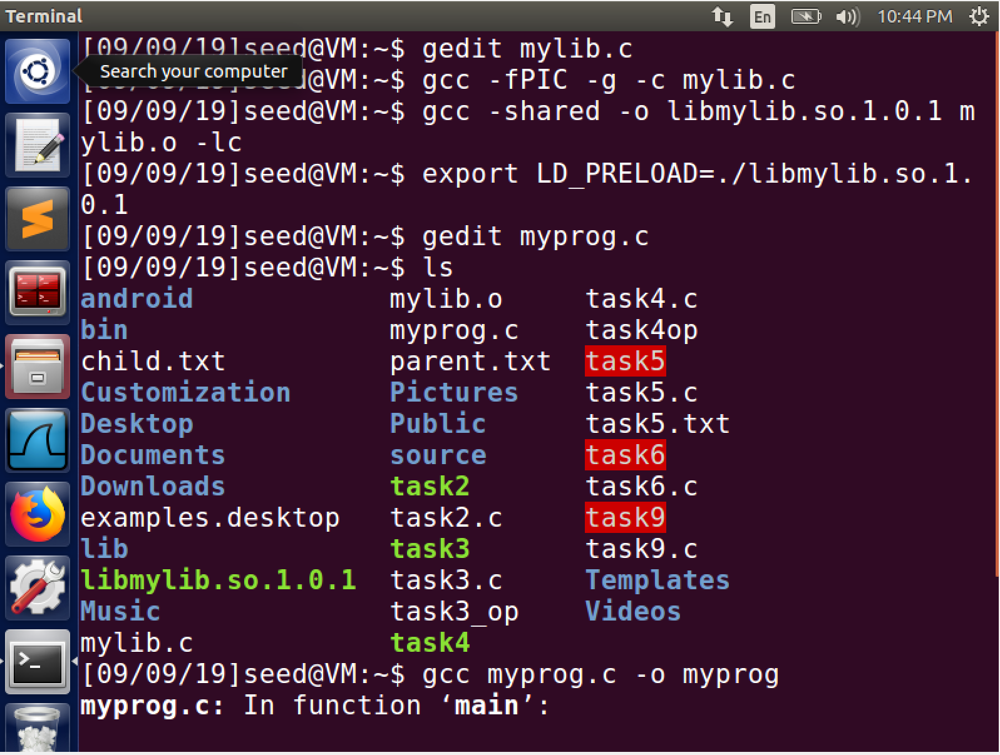 Terminal
En
10:44 PM
[09/09/19]seed@VM:~$ gedit mylib.c
Search your computer
[09/09/19]seed@VM:~$ gcc -fPIC -g -c mylib.c
[09/09/19]seed@VM:~$ gcc -shared -o libmylib.so.1.0.1 m
ylib.o -lc
[09/09/19]seed@VM:~$ export LD_PRELOAD=./libmylib.so.1.
0.1
[09/09/19]seed@VM:~$ gedit myprog.c
[09/09/19]seed@VM:~$ ls
android mylib.o task4.c
bin myprog.c task4op
child.txt parent.txt task5
Customization Pictures task5.c
Desktop Public task5.txt
Documents source task6
Downloads task2 task6.c
examples.desktop task2.c task9
lib task3 task9.c
libmylib.so.1.0.1 task3.c Templates
Music task3_op Videos
mylib.c task4
[09/09/19]seed@VM:~$ gcc myprog.c -o myprog
myprog.c: In function ‘main’: